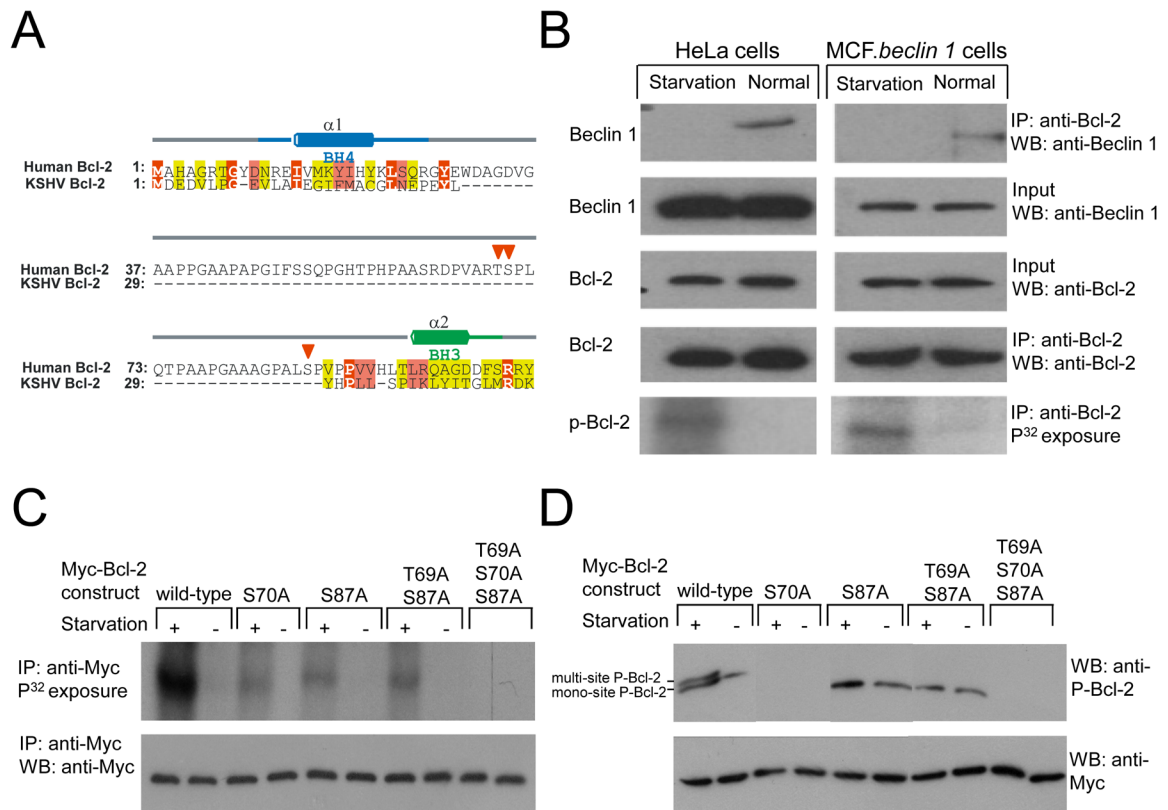 A
α1
BH4
Human Bcl-2 1: MAHAGRTGYDNREIVMKYIHYKLSQRGYEWDAGDVG
KSHV Bcl-2 1: MDEDVLPG-EVLAIEGIFMACGLNEPEYL-------
Human Bcl-2 37: AAPPGAAPAPGIFSSQPGHTPHPAASRDPVARTSPL
KSHV Bcl-2 29: ------------------------------------
α2
BH3
Human Bcl-2 73: QTPAAPGAAAGPALSPVPPVVHLTLRQAGDDFSRRY
KSHV Bcl-2 29: ----------------YHPLL-SPIKLYITGLMRDK
B
HeLa cells MCF.beclin 1 cells
Starvation Normal Starvation Normal
Beclin 1 IP: anti-Bcl-2
WB: anti-Beclin 1
Beclin 1 Input
WB: anti-Beclin 1
Bcl-2 Input
WB: anti-Bcl-2
Bcl-2 IP: anti-Bcl-2
WB: anti-Bcl-2
p-Bcl-2 IP: anti-Bcl-2
P32 exposure
C
Myc-Bcl-2
construct
wild-type S70A S87A T69A
S87A T69A
S70A
S87A
Starvation + - + - + - + -
IP: anti-Myc
P32 exposure
IP: anti-Myc
WB: anti-Myc
D
Myc-Bcl-2
construct
wild-type S70A S87A T69A
S87A T69A
S70A
S87A
Starvation + - + - + - + -
multi-site P-Bcl-2
mono-site P-Bcl-2
WB: anti-
P-Bcl-2
WB: anti-
Myc